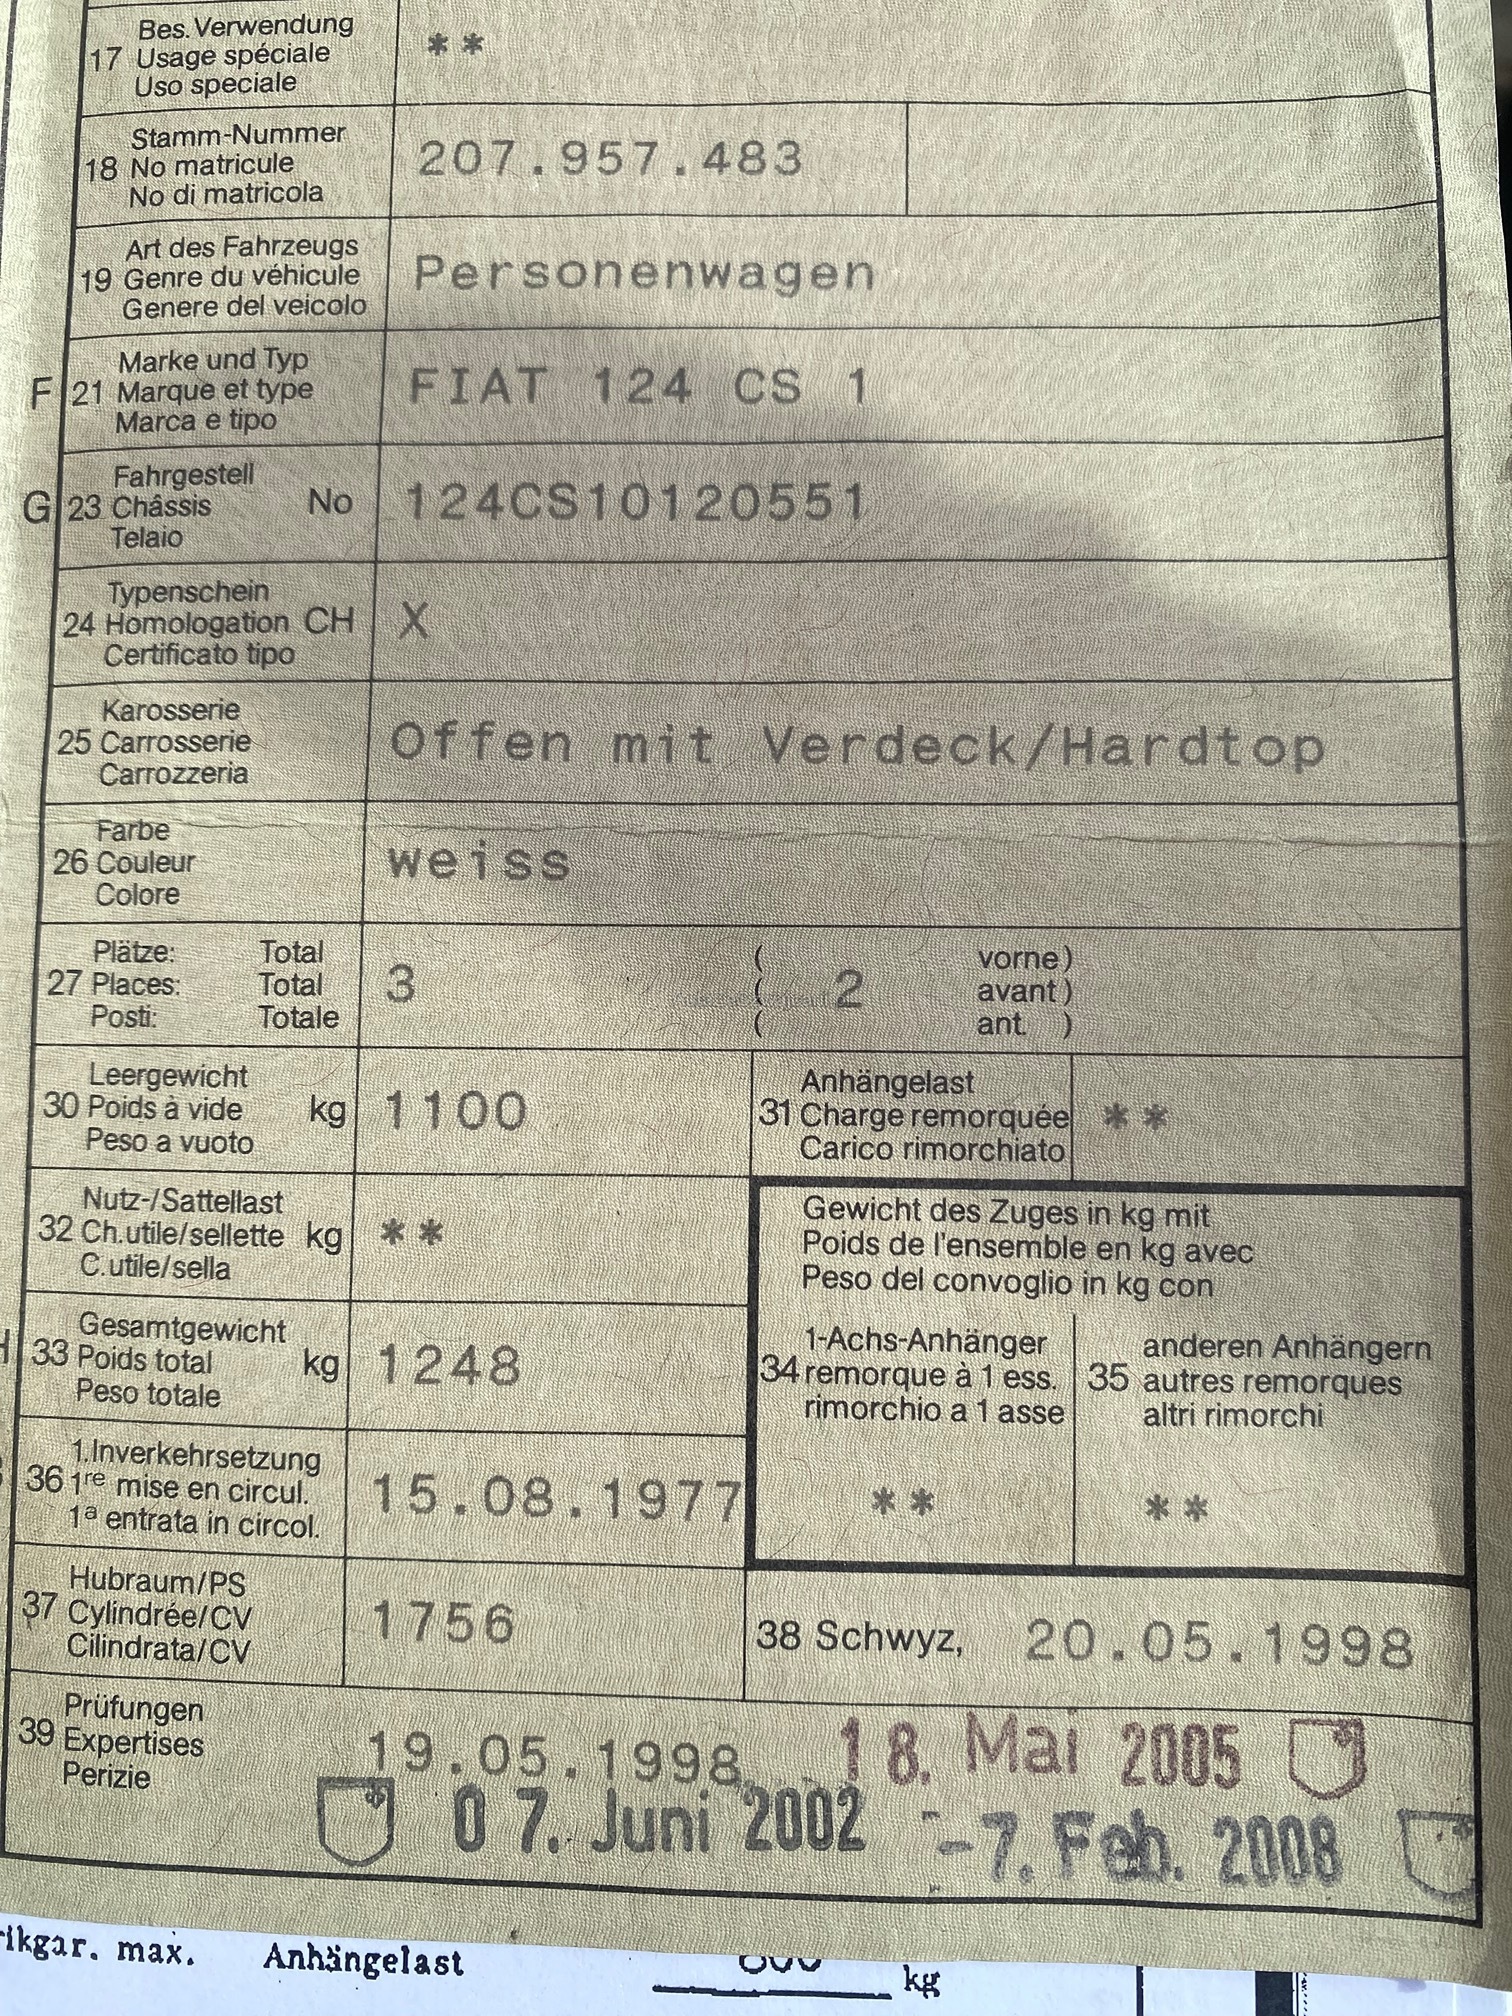 Bes.Verwendung
17 Usage spéciale **
Uso speciale
Stamm-Nummer
18 No matricule 207.957.483
No di matricola
Art des Fahrzeugs
19 Genre du véhicule Personenwagen
Genere del veicolo
Marke und Typ
F 21 Marque et type FIAT 124 CS 1
Marca e tipo
Fahrgestell
G 23 Châssis No 124CS10120551
Telaio
Typenschein
24 Homologation CH X
Certificato tipo
Karosserie
25 Carrosserie Offen mit Verdeck/Hardtop
Carrozzeria
Farbe
26 Couleur weiss
Colore
Plätze: Total ( vorne)
27 Places: Total 3 ( 2 avant)
Posti: Totale ( ant. )
Leergewicht
30 Poids à vide kg 1100
Peso a vuoto
Anhängelast
31 Charge remorquée **
Carico rimorchiato
Nutz-/Sattellast
32 Ch.utile/sellette kg **
C.utile/sella
Gewicht des Zuges in kg mit
Poids de l'ensemble en kg avec
Peso del convoglio in kg con
Gesamtgewicht
33 Poids total kg 1248
Peso totale
1-Achs-Anhänger
34 remorque à 1 ess.
rimorchio a 1 asse
**
anderen Anhängern
35 autres remorques
altri rimorchi
**
1.Inverkehrsetzung
36 1re mise en circul. 15.08.1977
1a entrata in circol.
Hubraum/PS
37 Cylindrée/CV 1756
Cilindrata/CV
38 Schwyz, 20.05.1998
Prüfungen
39 Expertises 19.05.1998 18. Mai 2005
Perizie
07. Juni 2002 -7. Feb. 2008
ikgar. max. Anhängelast kg